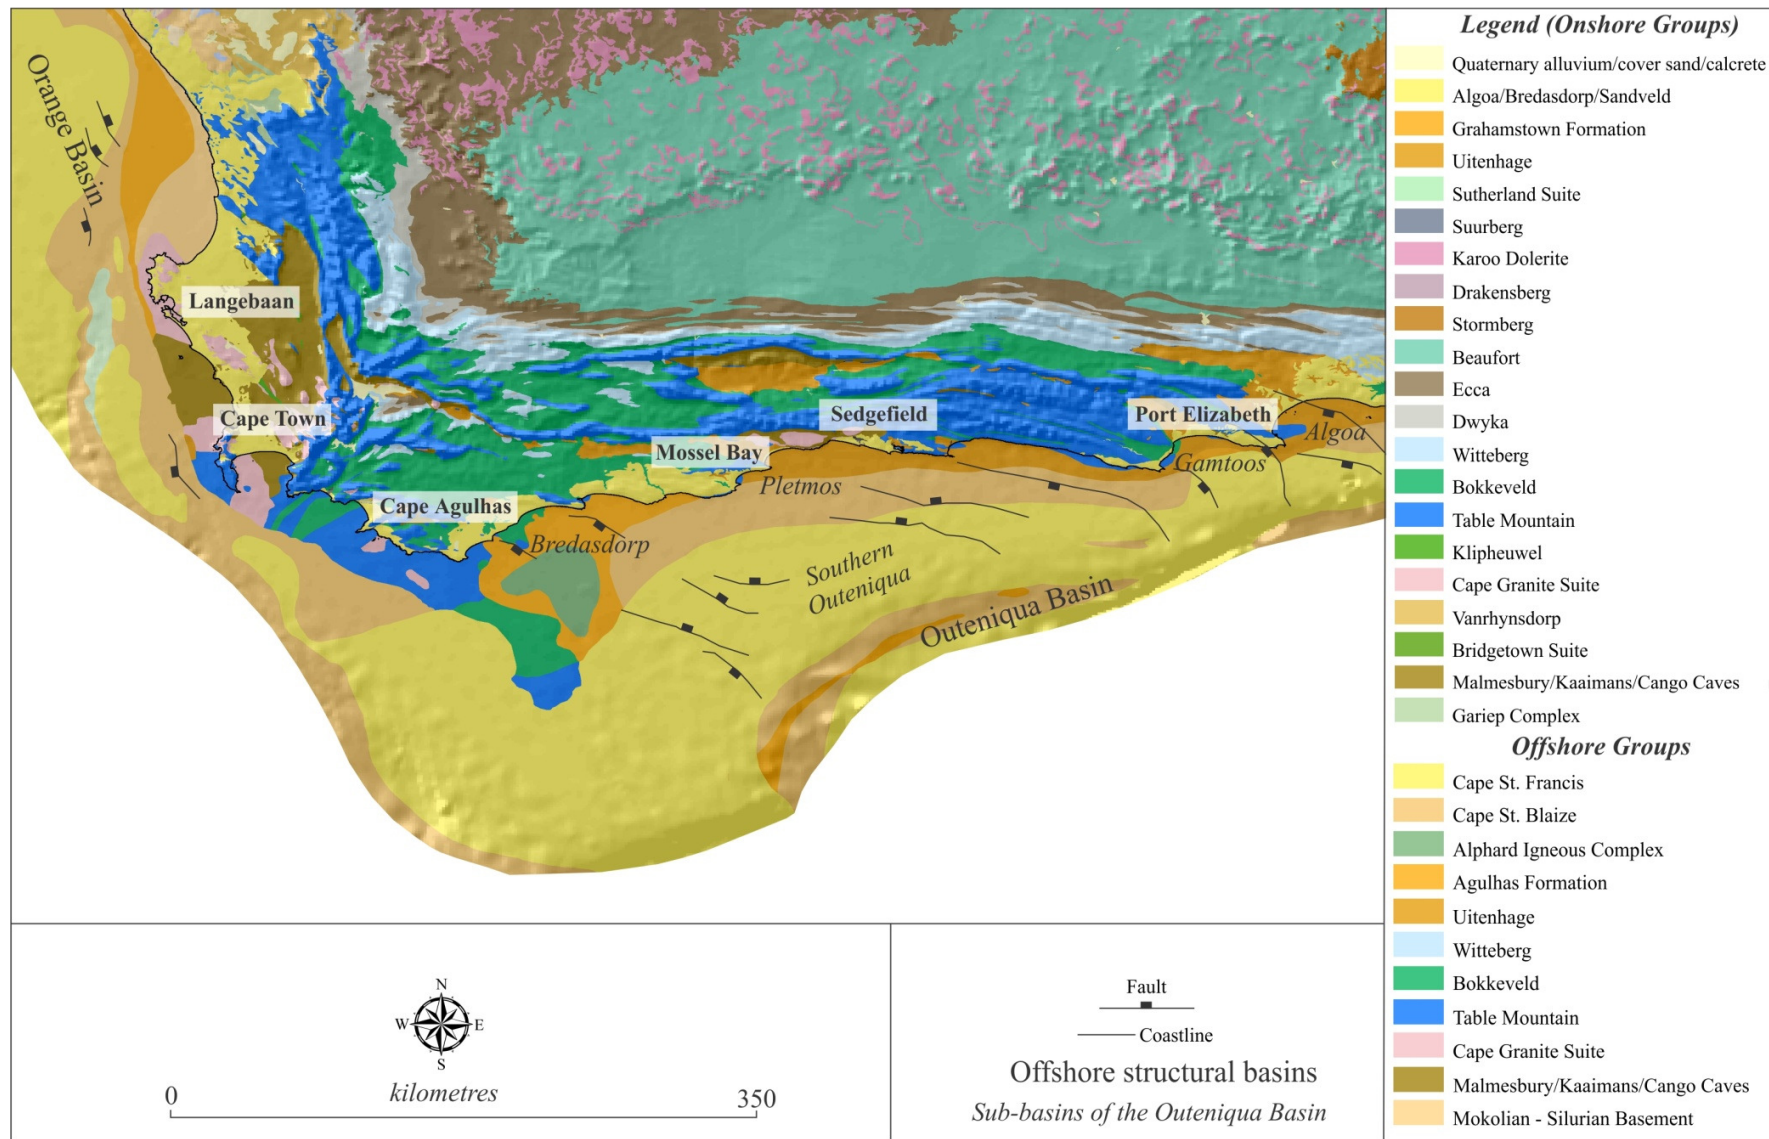 Orange Basin
Langebaan
Cape Town
Cape Agulhas
Mossel Bay
Sedgefield
Port Elizabeth
Algoa
Gamtoos
Pletmos
Bredasdorp
Southern
Outeniqua
Outeniqua Basin
N
W E
S
kilometres
0 350
Fault
Coastline
Offshore structural basins
Sub-basins of the Outeniqua Basin
Legend (Onshore Groups)
Quaternary alluvium/cover sand/calcrete
Algoa/Bredasdorp/Sandveld
Grahamstown Formation
Uitenhage
Sutherland Suite
Suurberg
Karoo Dolerite
Drakensberg
Stormberg
Beaufort
Ecca
Dwyka
Witteberg
Bokkeveld
Table Mountain
Klipheuwel
Cape Granite Suite
Vanrhynsdorp
Bridgetown Suite
Malmesbury/Kaaimans/Cango Caves
Gariep Complex
Offshore Groups
Cape St. Francis
Cape St. Blaize
Alphard Igneous Complex
Agulhas Formation
Uitenhage
Witteberg
Bokkeveld
Table Mountain
Cape Granite Suite
Malmesbury/Kaaimans/Cango Caves
Mokolian - Silurian Basement